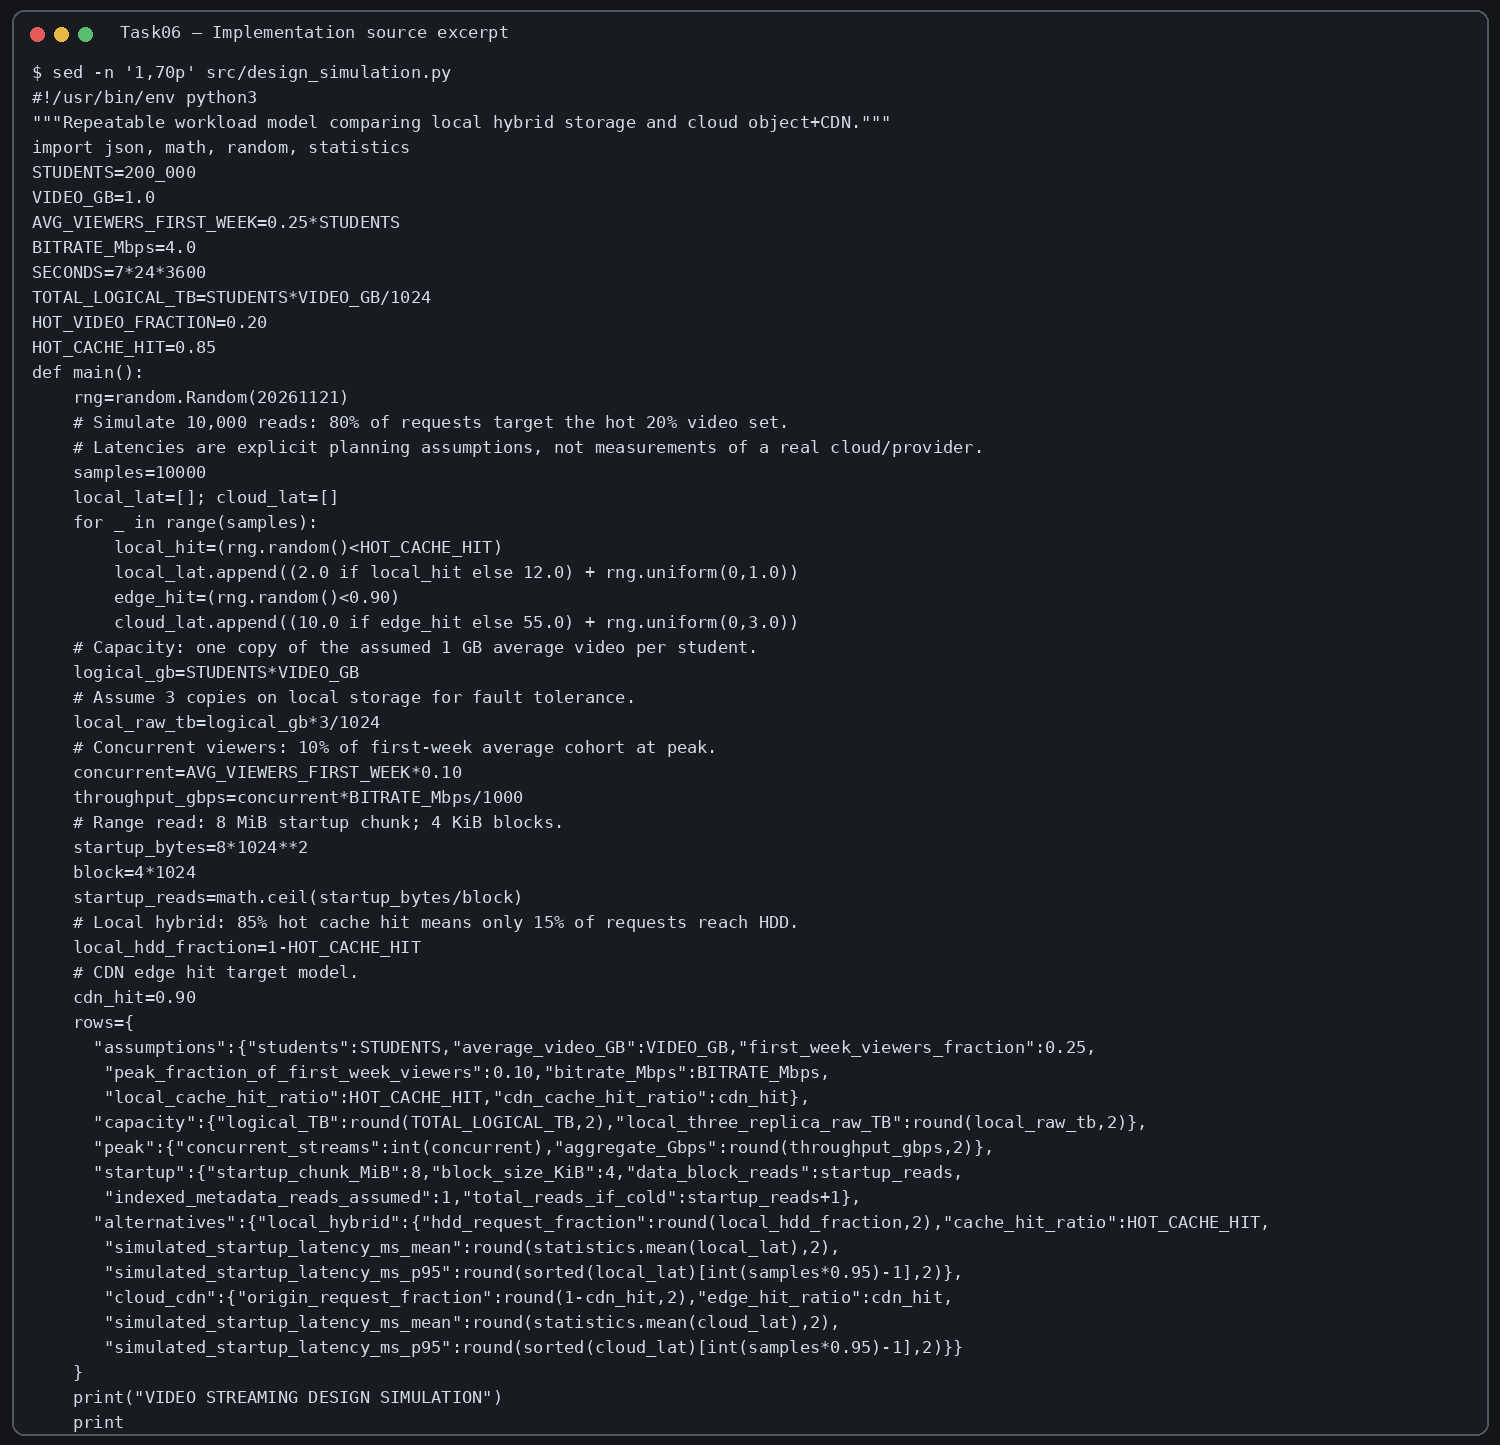 Task06 — Implementation source excerpt
$ sed -n '1,70p' src/design_simulation.py
#!/usr/bin/env python3
"""Repeatable workload model comparing local hybrid storage and cloud object+CDN."""
import json, math, random, statistics
STUDENTS=200_000
VIDEO_GB=1.0
AVG_VIEWERS_FIRST_WEEK=0.25*STUDENTS
BITRATE_Mbps=4.0
SECONDS=7*24*3600
TOTAL_LOGICAL_TB=STUDENTS*VIDEO_GB/1024
HOT_VIDEO_FRACTION=0.20
HOT_CACHE_HIT=0.85
def main():
    rng=random.Random(20261121)
    # Simulate 10,000 reads: 80% of requests target the hot 20% video set.
    # Latencies are explicit planning assumptions, not measurements of a real cloud/provider.
    samples=10000
    local_lat=[]; cloud_lat=[]
    for _ in range(samples):
        local_hit=(rng.random()<HOT_CACHE_HIT)
        local_lat.append((2.0 if local_hit else 12.0) + rng.uniform(0,1.0))
        edge_hit=(rng.random()<0.90)
        cloud_lat.append((10.0 if edge_hit else 55.0) + rng.uniform(0,3.0))
    # Capacity: one copy of the assumed 1 GB average video per student.
    logical_gb=STUDENTS*VIDEO_GB
    # Assume 3 copies on local storage for fault tolerance.
    local_raw_tb=logical_gb*3/1024
    # Concurrent viewers: 10% of first-week average cohort at peak.
    concurrent=AVG_VIEWERS_FIRST_WEEK*0.10
    throughput_gbps=concurrent*BITRATE_Mbps/1000
    # Range read: 8 MiB startup chunk; 4 KiB blocks.
    startup_bytes=8*1024**2
    block=4*1024
    startup_reads=math.ceil(startup_bytes/block)
    # Local hybrid: 85% hot cache hit means only 15% of requests reach HDD.
    local_hdd_fraction=1-HOT_CACHE_HIT
    # CDN edge hit target model.
    cdn_hit=0.90
    rows={
      "assumptions":{"students":STUDENTS,"average_video_GB":VIDEO_GB,"first_week_viewers_fraction":0.25,
       "peak_fraction_of_first_week_viewers":0.10,"bitrate_Mbps":BITRATE_Mbps,
       "local_cache_hit_ratio":HOT_CACHE_HIT,"cdn_cache_hit_ratio":cdn_hit},
      "capacity":{"logical_TB":round(TOTAL_LOGICAL_TB,2),"local_three_replica_raw_TB":round(local_raw_tb,2)},
      "peak":{"concurrent_streams":int(concurrent),"aggregate_Gbps":round(throughput_gbps,2)},
      "startup":{"startup_chunk_MiB":8,"block_size_KiB":4,"data_block_reads":startup_reads,
       "indexed_metadata_reads_assumed":1,"total_reads_if_cold":startup_reads+1},
      "alternatives":{"local_hybrid":{"hdd_request_fraction":round(local_hdd_fraction,2),"cache_hit_ratio":HOT_CACHE_HIT,
       "simulated_startup_latency_ms_mean":round(statistics.mean(local_lat),2),
       "simulated_startup_latency_ms_p95":round(sorted(local_lat)[int(samples*0.95)-1],2)},
       "cloud_cdn":{"origin_request_fraction":round(1-cdn_hit,2),"edge_hit_ratio":cdn_hit,
       "simulated_startup_latency_ms_mean":round(statistics.mean(cloud_lat),2),
       "simulated_startup_latency_ms_p95":round(sorted(cloud_lat)[int(samples*0.95)-1],2)}}
    }
    print("VIDEO STREAMING DESIGN SIMULATION")
    print